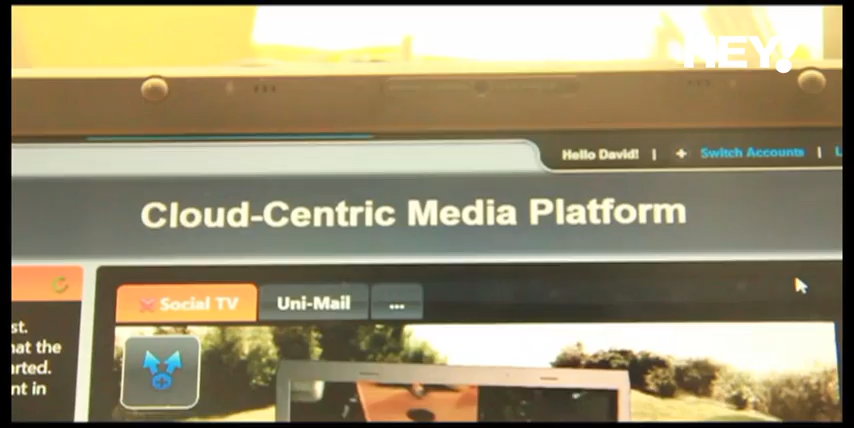 HEY!
Hello David! | + Switch Accounts |
Cloud-Centric Media Platform
Social TV
Uni-Mail
...
st.
hat the
arted.
nt in